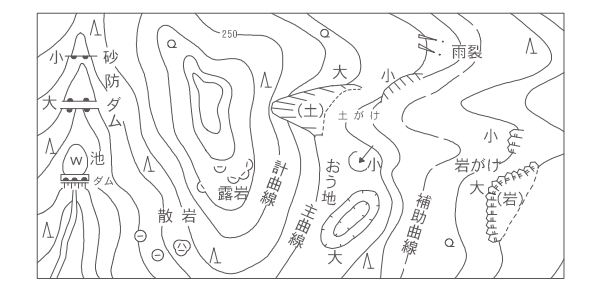 250
小 砂防ダム
大
W 池
ダム
散岩
ハ
露岩
計曲線
主曲線
大
(土)
土がけ
小
おう地
小
大
補助曲線
雨裂
小
岩がけ
大
(岩)